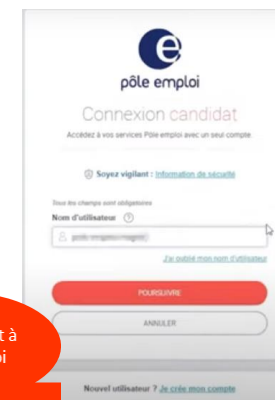 pôle emploi
Connexion candidat
Accédez à vos services Pôle emploi avec un seul compte
Soyez vigilant : Information de sécurité
Tous les champs sont obligatoires
Nom d'utilisateur ?
J'ai oublié mon nom d'utilisateur
POURSUIVRE
ANNULER
t à
oi
Nouvel utilisateur ? Je crée mon compte